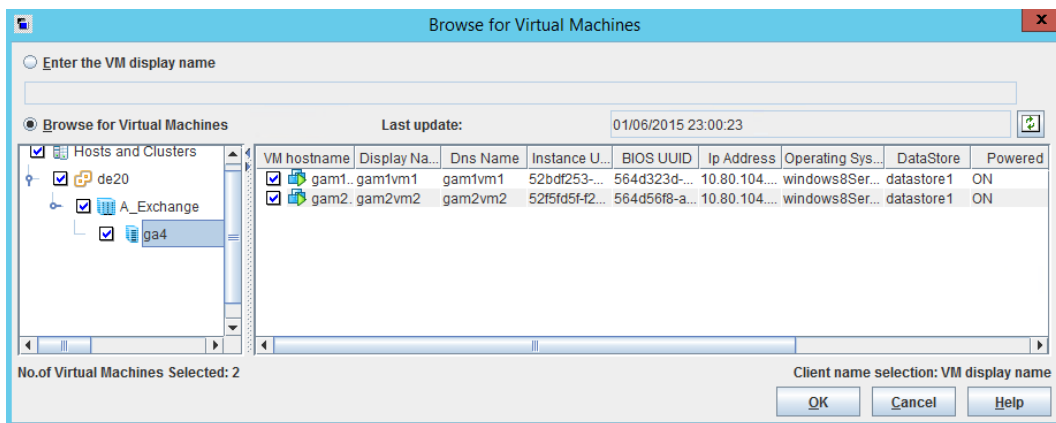 Browse for Virtual Machines
x
Enter the VM display name
Browse for Virtual Machines Last update: 01/06/2015 23:00:23
Hosts and Clusters
de20
A_Exchange
ga4
VM hostname Display Na... Dns Name Instance U... BIOS UUID Ip Address Operating Sys... DataStore Powered
gam1.. gam1vm1 gam1vm1 52bdf253-... 564d323d-... 10.80.104.... windows8Ser... datastore1 ON
gam2. gam2vm2 gam2vm2 52f5fd5f-f2... 564d56f8-a... 10.80.104.... windows8Ser... datastore1 ON
No.of Virtual Machines Selected: 2 Client name selection: VM display name
OK Cancel Help